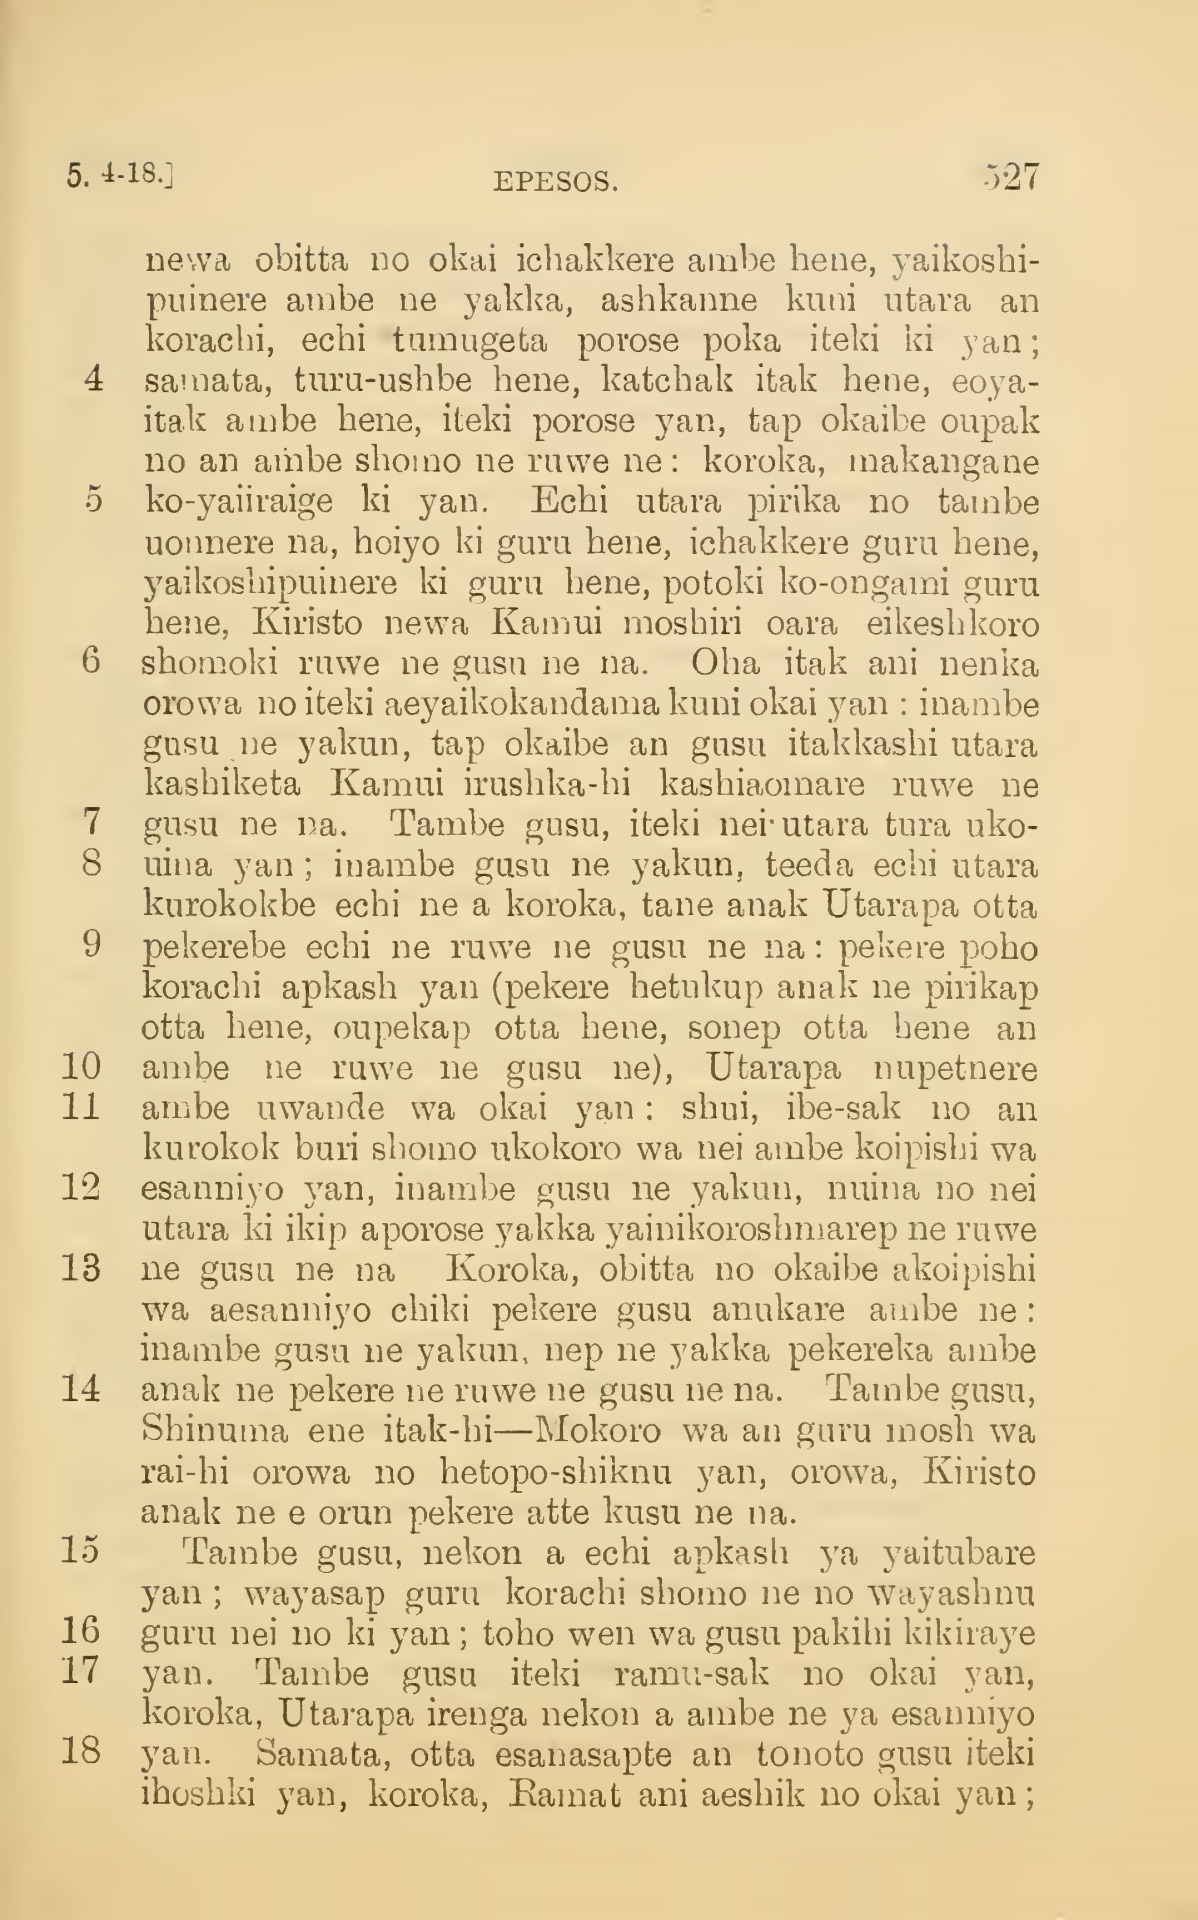 5. 4-18.] EPESOS. 527
newa obitta no okai ichakkere ambe hene, yaikoshi-
puinere ambe ne yakka, ashkanne kuni utara an
korachi, echi tumugeta porose poka iteki ki yan;
4 samata, turu-ushbe hene, katchak itak hene, eoya-
itak ambe hene, iteki porose yan, tap okaibe oupak
no an ambe shomo ne ruwe ne: koroka, makangane
5 ko-yaiiraige ki yan. Echi utara pirika no tambe
uonnere na, hoiyo ki guru hene, ichakkere guru hene,
yaikoshipuinere ki guru hene, potoki ko-ongami guru
hene, Kiristo newa Kamui moshiri oara eikeshkoro
6 shomoki ruwe ne gusu ne na. Oha itak ani nenka
orowa no iteki aeyaikokandama kuni okai yan: inambe
gusu ne yakun, tap okaibe an gusu itakkashi utara
kashiketa Kamui irushka-hi kashiaomare ruwe ne
7 gusu ne na. Tambe gusu, iteki nei utara tura uko-
8 uina yan; inambe gusu ne yakun, teeda echi utara
kurokokbe echi ne a koroka, tane anak Utarapa otta
9 pekerebe echi ne ruwe ne gusu ne na: pekere poho
korachi apkash yan (pekere hetukup anak ne pirikap
otta hene, oupekap otta hene, sonep otta hene an
10 ambe ne ruwe ne gusu ne), Utarapa nupetnere
11 ambe uwande wa okai yan: shui, ibe-sak no an
kurokok buri shomo ukokoro wa nei ambe koipishi wa
12 esanniyo yan, inambe gusu ne yakun, nuina no nei
utara ki ikip aporose yakka yainikoroshmarep ne ruwe
13 ne gusu ne na Koroka, obitta no okaibe akoipishi
wa aesanniyo chiki pekere gusu anukare ambe ne:
inambe gusu ne yakun, nep ne yakka pekereka ambe
14 anak ne pekere ne ruwe ne gusu ne na. Tambe gusu,
Shinuma ene itak-hi—Mokoro wa an guru mosh wa
rai-hi orowa no hetopo-shiknu yan, orowa, Kiristo
anak ne e orun pekere atte kusu ne na.
15 Tambe gusu, nekon a echi apkash ya yaitubare
yan; wayasap guru korachi shomo ne no wayashnu
16 guru nei no ki yan; toho wen wa gusu pakihi kikiraye
17 yan. Tambe gusu iteki ramu-sak no okai yan,
koroka, Utarapa irenga nekon a ambe ne ya esanniyo
18 yan. Samata, otta esanasapte an tonoto gusu iteki
ihoshki yan, koroka, Ramat ani aeshik no okai yan;